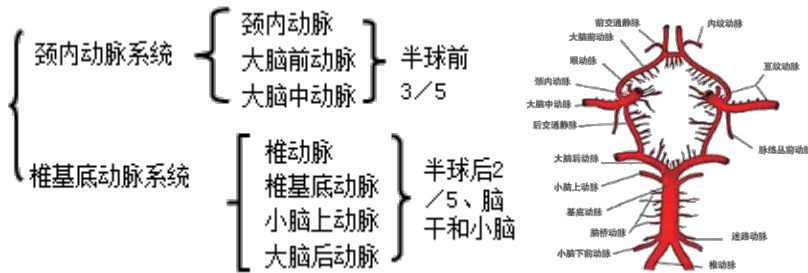 颈内动脉系统
颈内动脉
大脑前动脉
大脑中动脉
半球前
3/5
椎基底动脉系统
椎动脉
椎基底动脉
小脑上动脉
大脑后动脉
半球后2
/5、脑
干和小脑
前交通静脉
大脑前动脉
眼动脉
颈内动脉
大脑中动脉
后交通静脉
大脑后动脉
小脑上动脉
基底动脉
脑桥动脉
小脑下前动脉
内纹动脉
豆纹动脉
脉络丛前动脉
迷路动脉
椎动脉